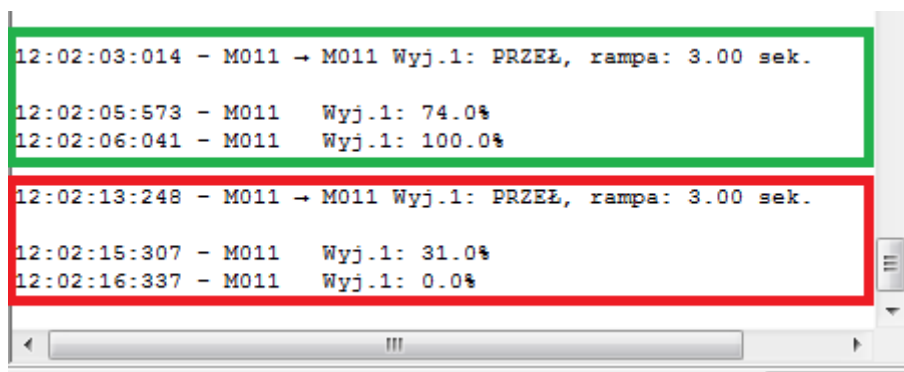 12:02:03:014 - M011 → M011 Wyj.1: PRZEŁ, rampa: 3.00 sek.
12:02:05:573 - M011   Wyj.1: 74.0%
12:02:06:041 - M011   Wyj.1: 100.0%
12:02:13:248 - M011 → M011 Wyj.1: PRZEŁ, rampa: 3.00 sek.
12:02:15:307 - M011   Wyj.1: 31.0%
12:02:16:337 - M011   Wyj.1: 0.0%